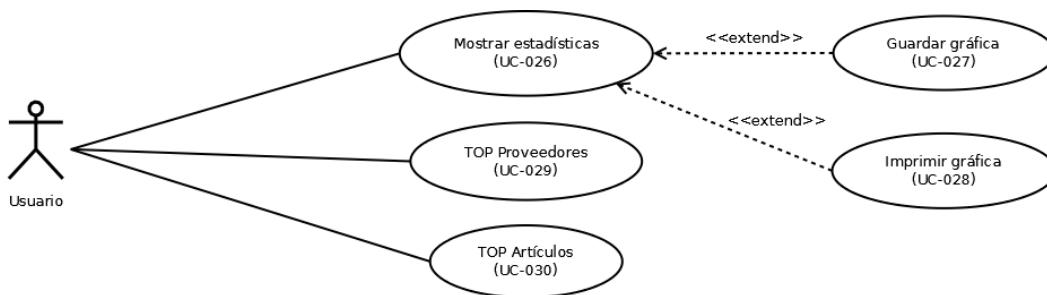 Mostrar estadísticas
(UC-026)
<<extend>>
Guardar gráfica
(UC-027)
<<extend>>
Imprimir gráfica
(UC-028)
TOP Proveedores
(UC-029)
Usuario
TOP Artículos
(UC-030)